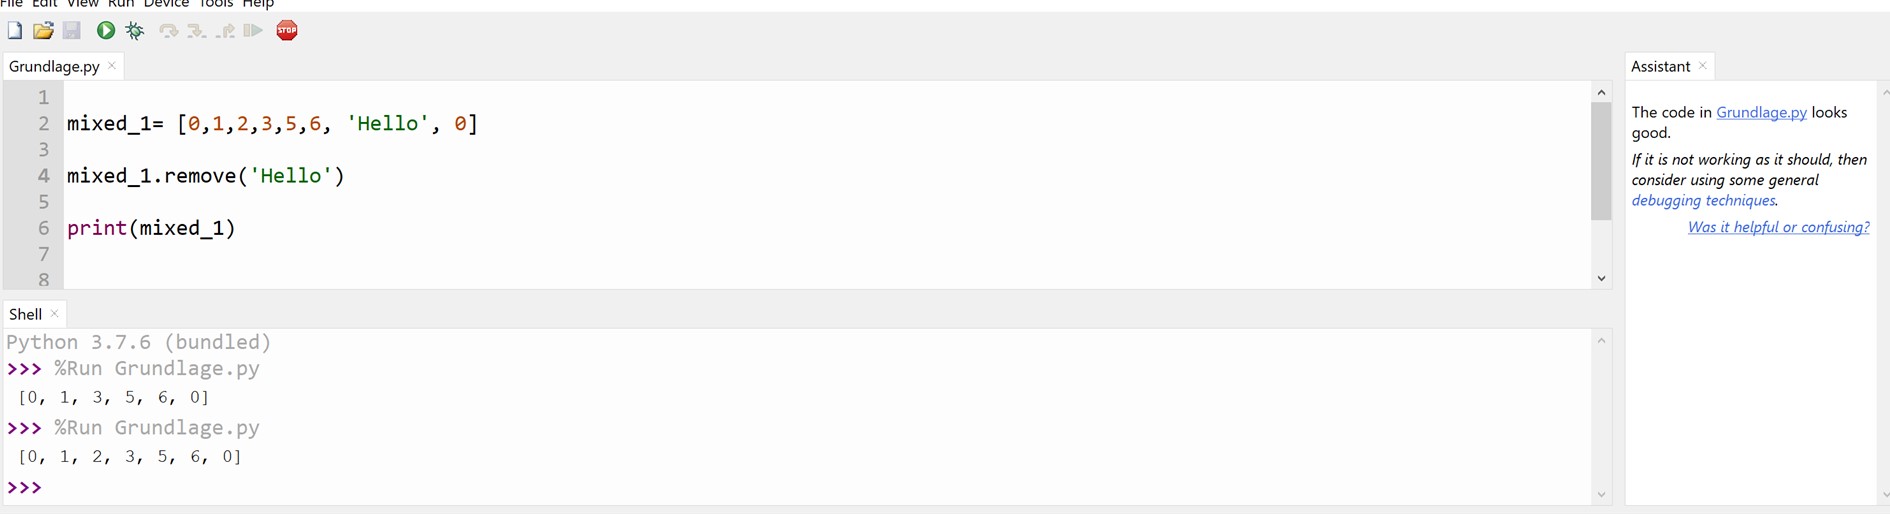 File Edit View Run Device Tools Help
STOP
Grundlage.py ×
1
2 mixed_1= [0,1,2,3,5,6, 'Hello', 0]
3
4 mixed_1.remove('Hello')
5
6 print(mixed_1)
7
8
Shell ×
Python 3.7.6 (bundled)
>>> %Run Grundlage.py
[0, 1, 3, 5, 6, 0]
>>> %Run Grundlage.py
[0, 1, 2, 3, 5, 6, 0]
>>>
Assistant ×
The code in Grundlage.py looks
good.
If it is not working as it should, then
consider using some general
debugging techniques.
Was it helpful or confusing?